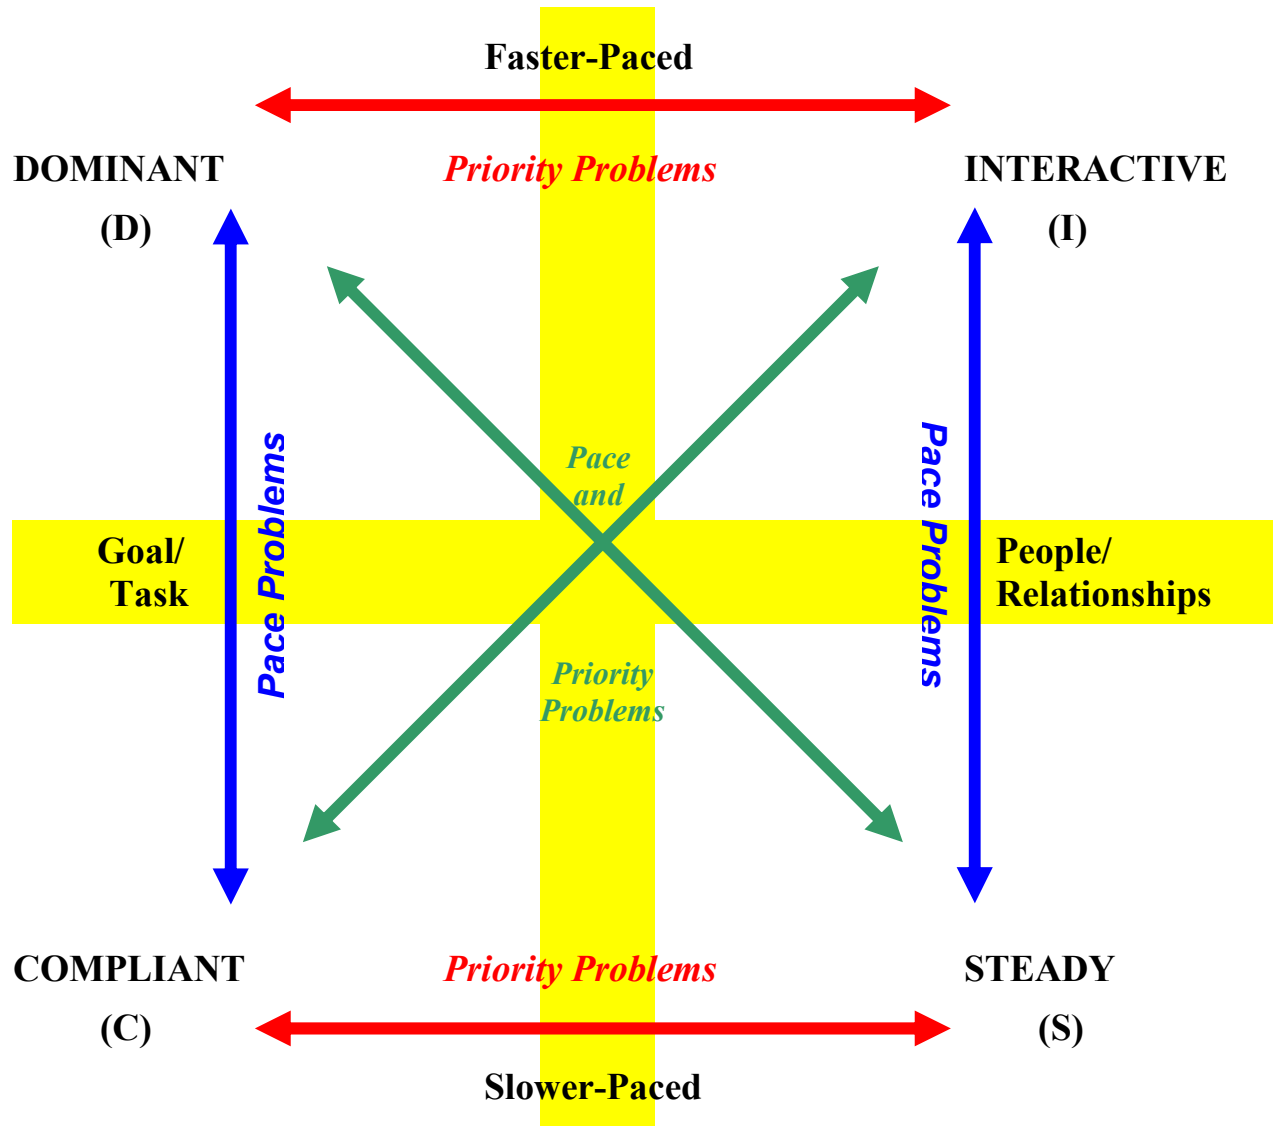 Faster-Paced
DOMINANT
Priority Problems
INTERACTIVE
(D)
(I)
Pace Problems
Pace
and
Pace Problems
Goal/
Task
People/
Relationships
Priority
Problems
COMPLIANT
Priority Problems
STEADY
(C)
(S)
Slower-Paced